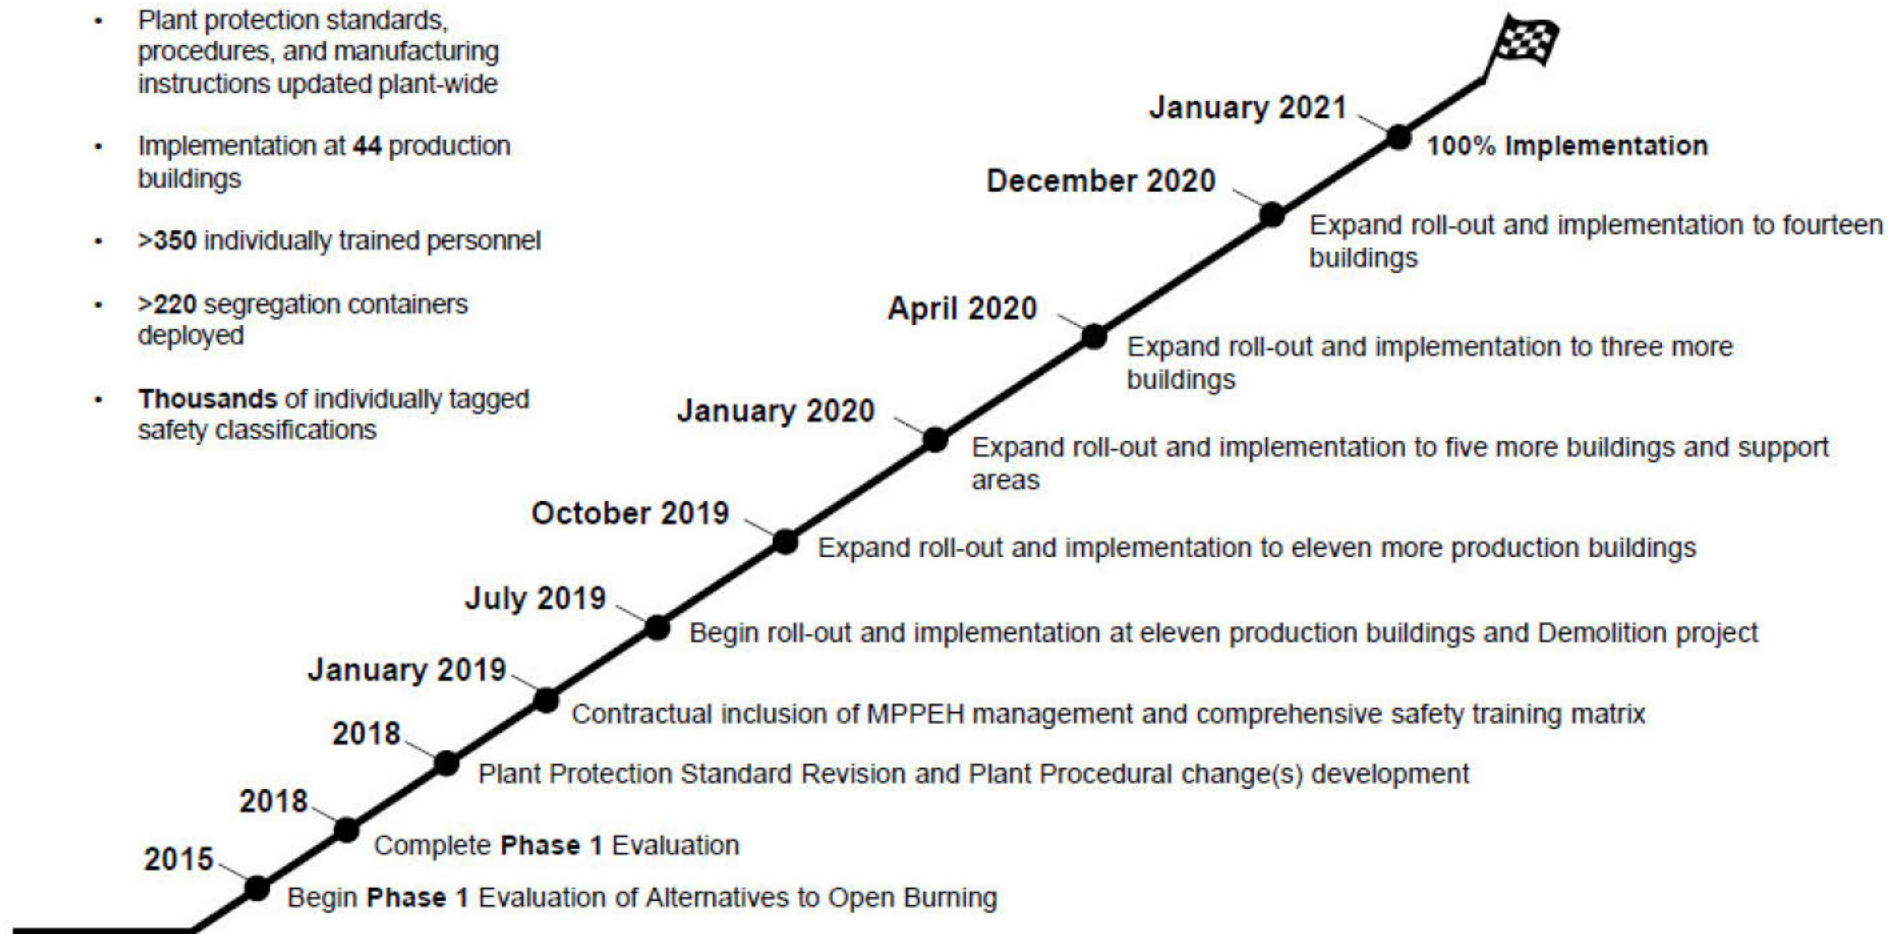 • Plant protection standards,
procedures, and manufacturing
instructions updated plant-wide
• Implementation at 44 production
buildings
• >350 individually trained personnel
• >220 segregation containers
deployed
• Thousands of individually tagged
safety classifications
January 2021
100% Implementation
December 2020
Expand roll-out and implementation to fourteen
buildings
April 2020
Expand roll-out and implementation to three more
buildings
January 2020
Expand roll-out and implementation to five more buildings and support
areas
October 2019
Expand roll-out and implementation to eleven more production buildings
July 2019
Begin roll-out and implementation at eleven production buildings and Demolition project
January 2019
Contractual inclusion of MPPEH management and comprehensive safety training matrix
2018
Plant Protection Standard Revision and Plant Procedural change(s) development
2018
Complete Phase 1 Evaluation
2015
Begin Phase 1 Evaluation of Alternatives to Open Burning